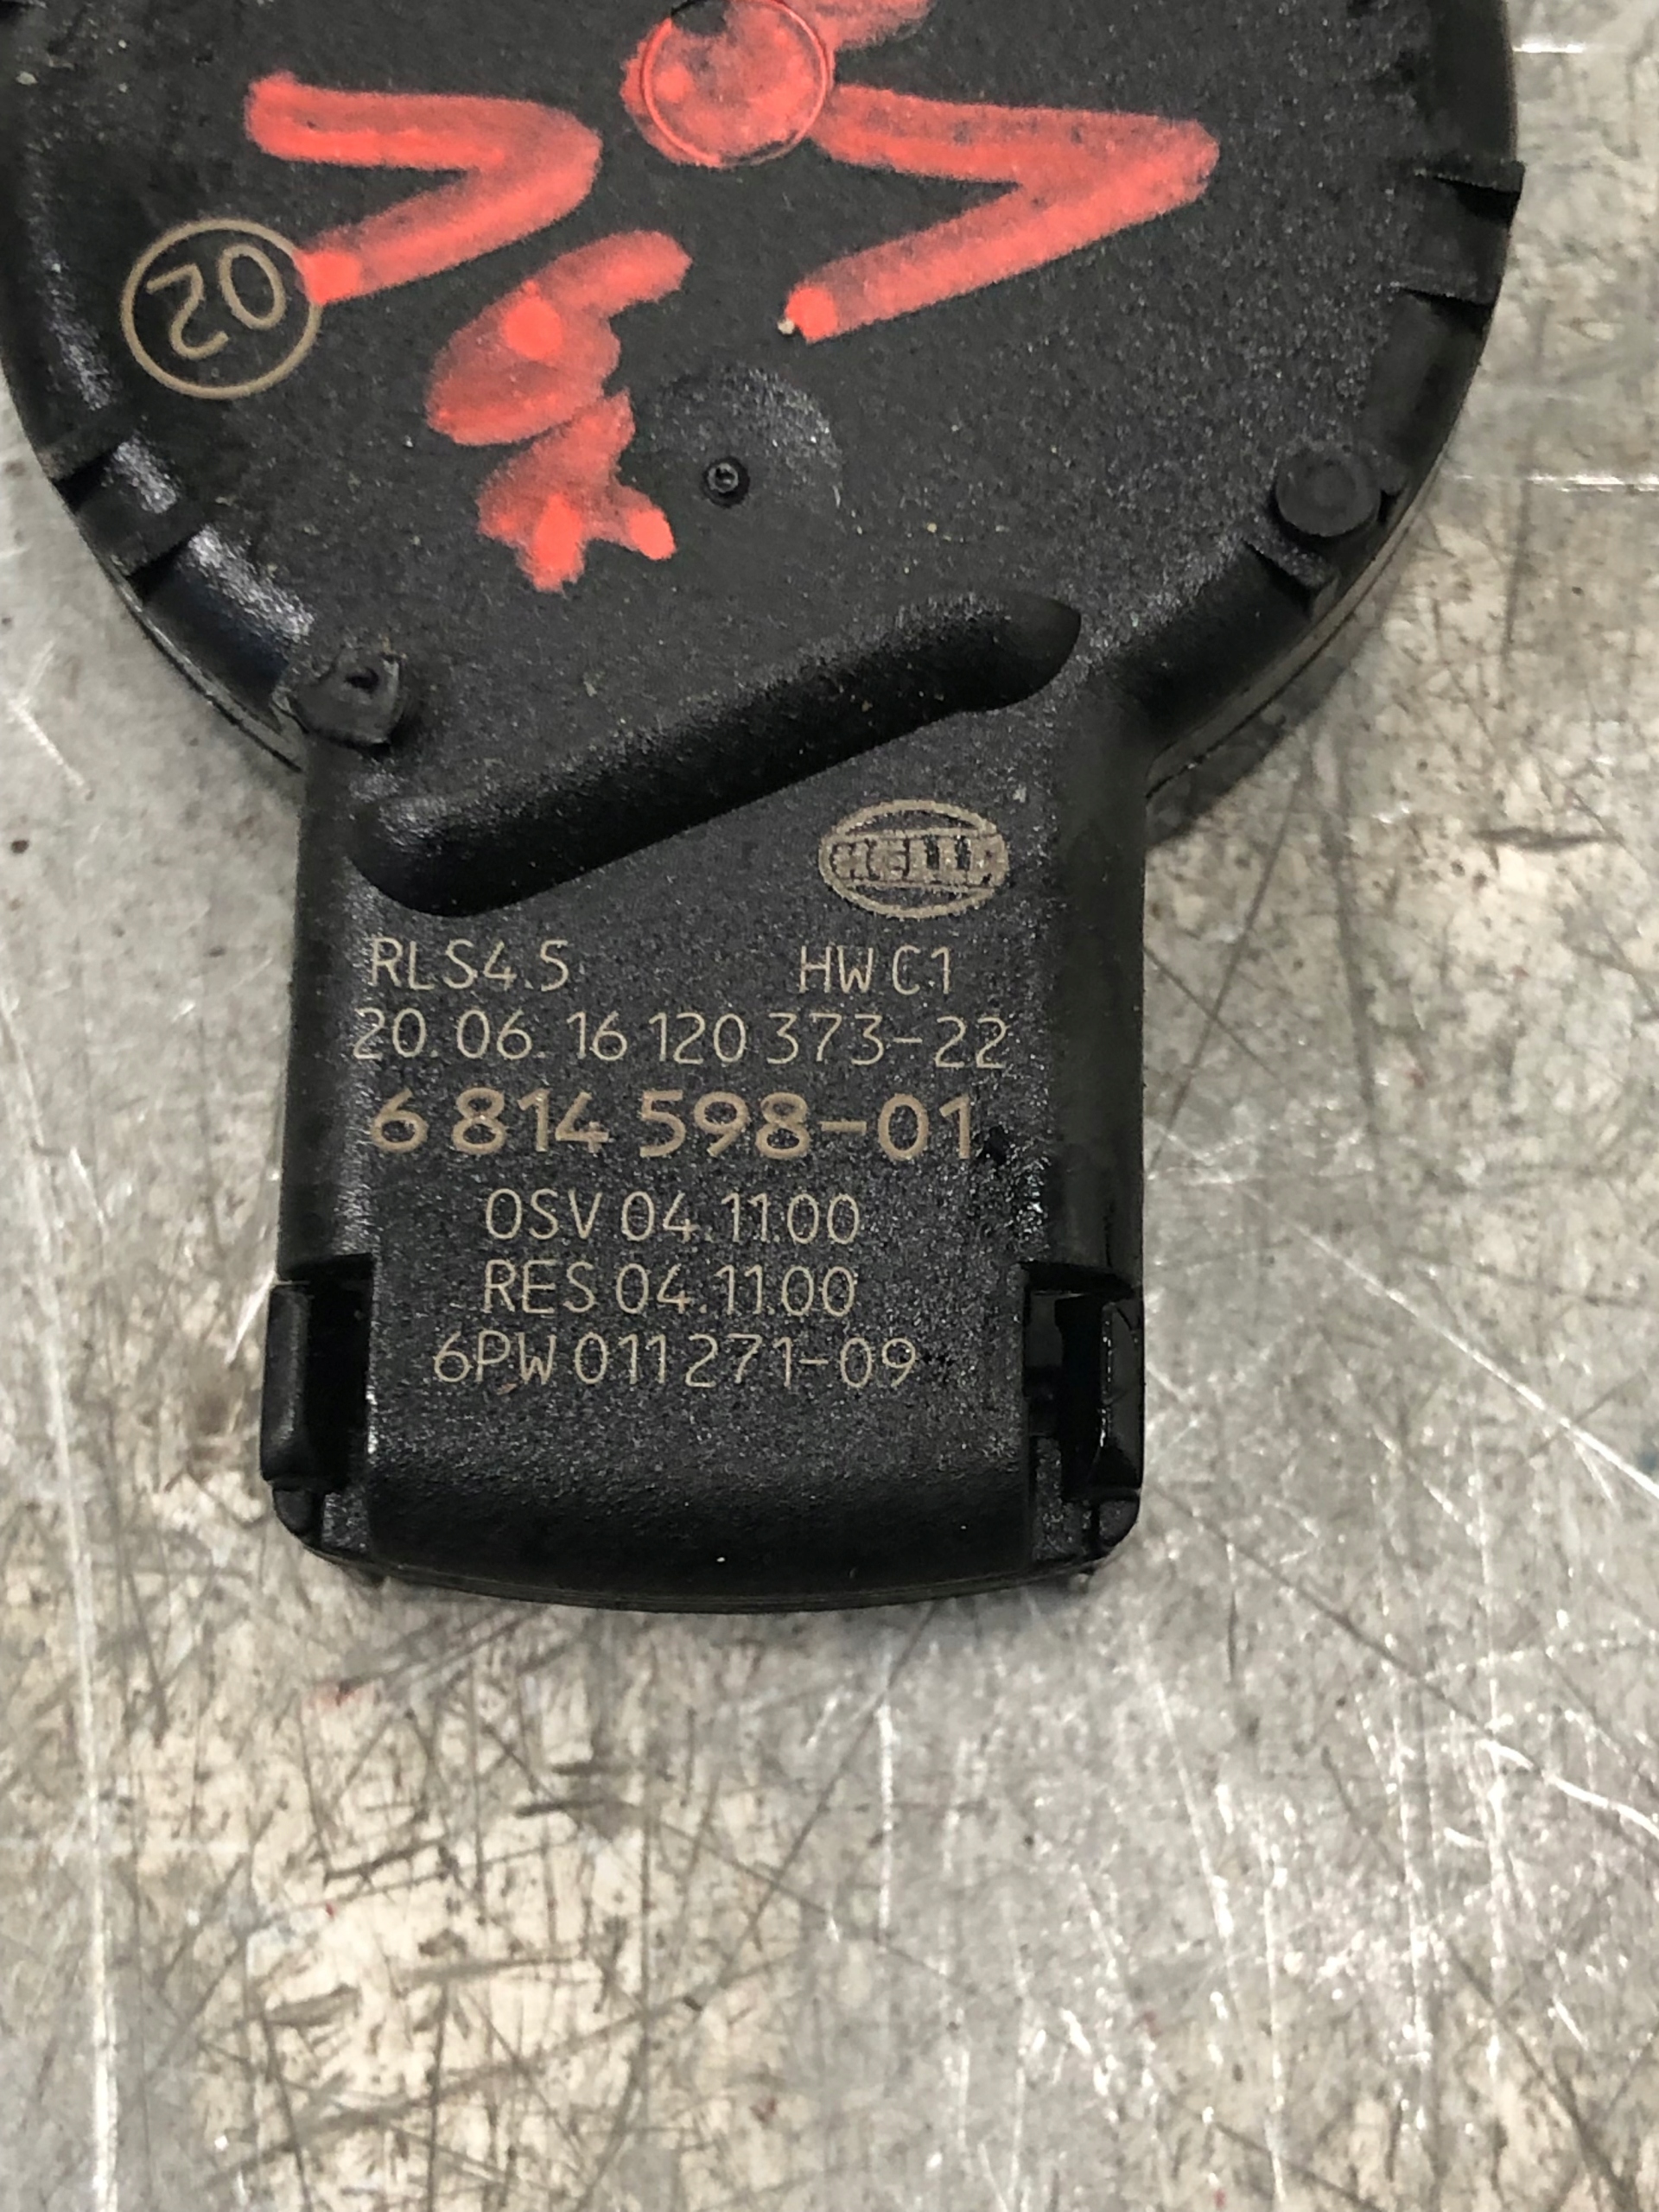 02
HELLA
RLS4.5 HW C1
20.06.16 120 373-22
6 814 598-01
OSV 04.11.00
RES 04.11.00
6PW 011 271-09